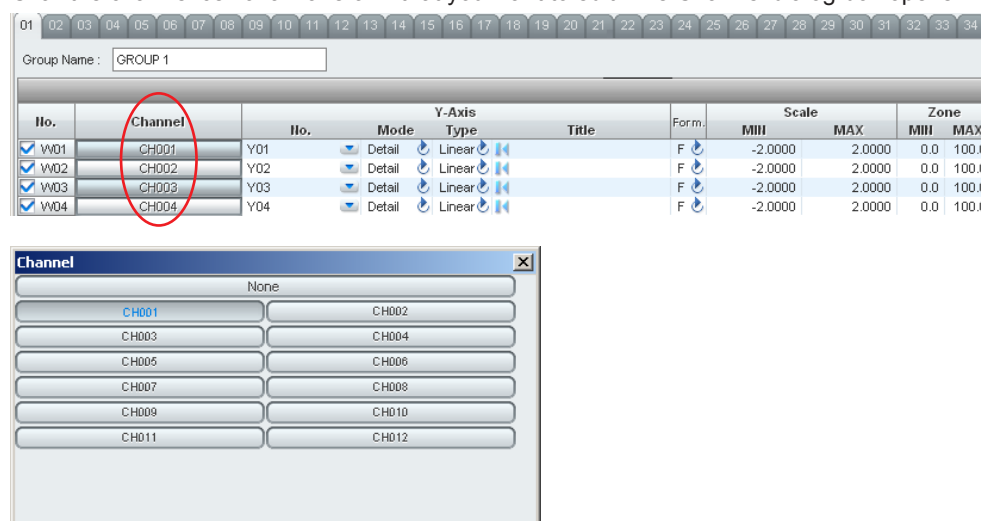 01 02 03 04 05 06 07 08 09 10 11 12 13 14 15 16 17 18 19 20 21 22 23 24 25 26 27 28 29 30 31 32 33 34
Group Name : GROUP 1
No. Channel Y-Axis Form. Scale Zone
No. Mode Type Title MIN MAX MIN MAX
W01 CH001 Y01 Detail Linear F -2.0000 2.0000 0.0 100.
W02 CH002 Y02 Detail Linear F -2.0000 2.0000 0.0 100.
W03 CH003 Y03 Detail Linear F -2.0000 2.0000 0.0 100.
W04 CH004 Y04 Detail Linear F -2.0000 2.0000 0.0 100.
Channel
None
CH001 CH002
CH003 CH004
CH005 CH006
CH007 CH008
CH009 CH010
CH011 CH012